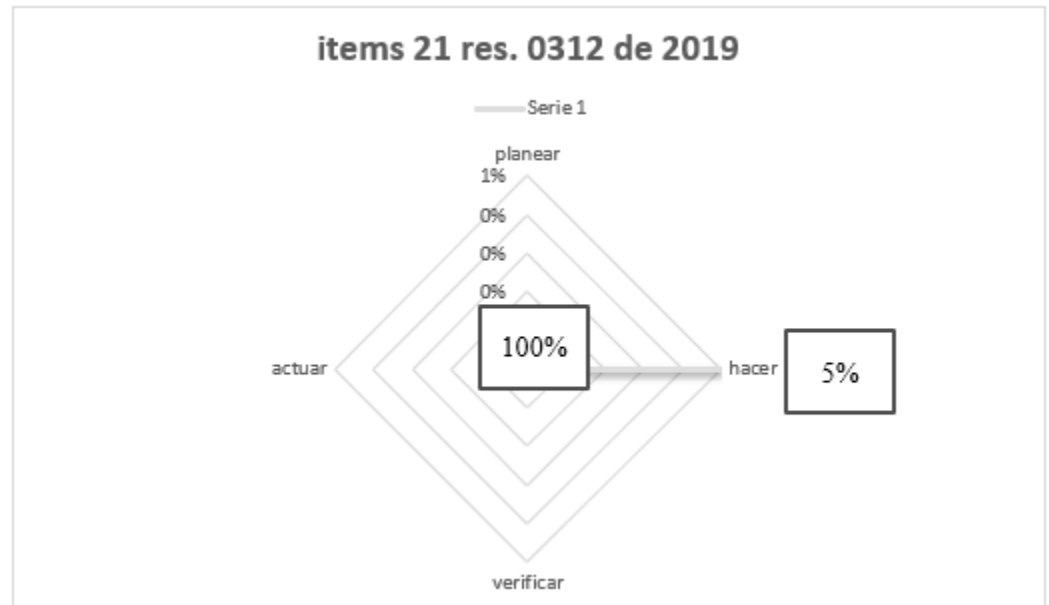 items 21 res. 0312 de 2019
Serie 1
planear
1%
0%
0%
0%
100%
actuar
hacer
5%
verificar